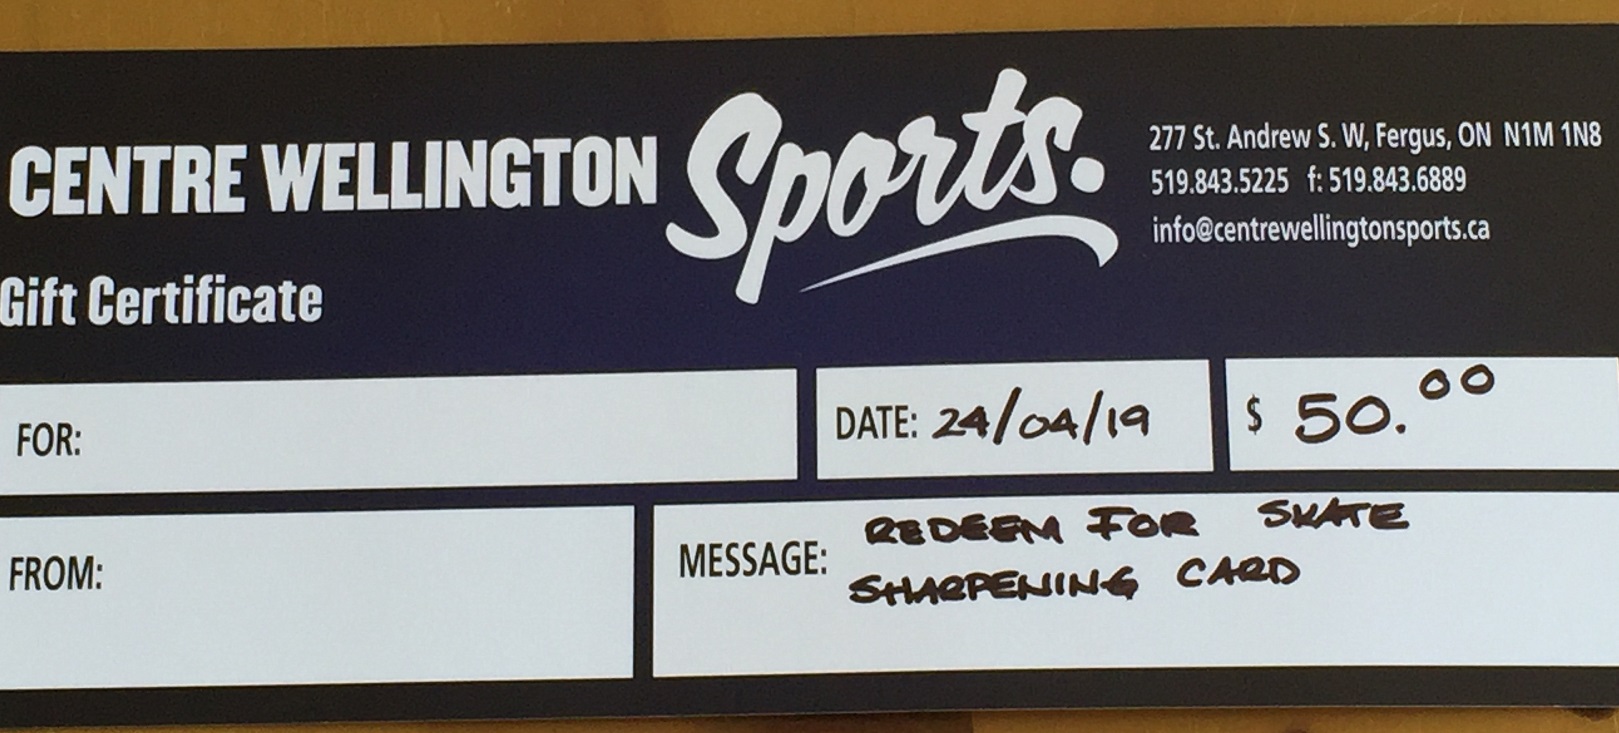 CENTRE WELLINGTON Sports.
277 St. Andrew S. W, Fergus, ON N1M 1N8
519.843.5225 f: 519.843.6889
info@centrewellingtonsports.ca
Gift Certificate
FOR:
DATE: 24/04/19
$ 50.00
FROM:
MESSAGE: REDEEM FOR SKATE
SHARPENING CARD